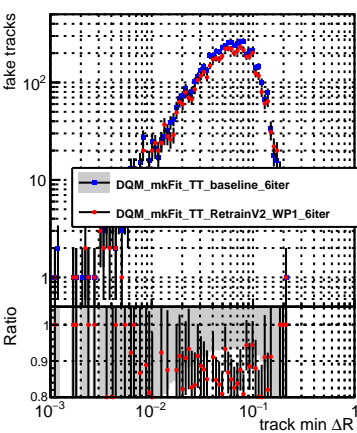 fake tracks
10²
10
1
DQM_mkFit_TT_baseline_6iter
DQM_mkFit_TT_RetrainV2_WP1_6iter
Ratio
1
0.9
0.8
10⁻³ 10⁻² 10⁻¹ 1
track min ΔR